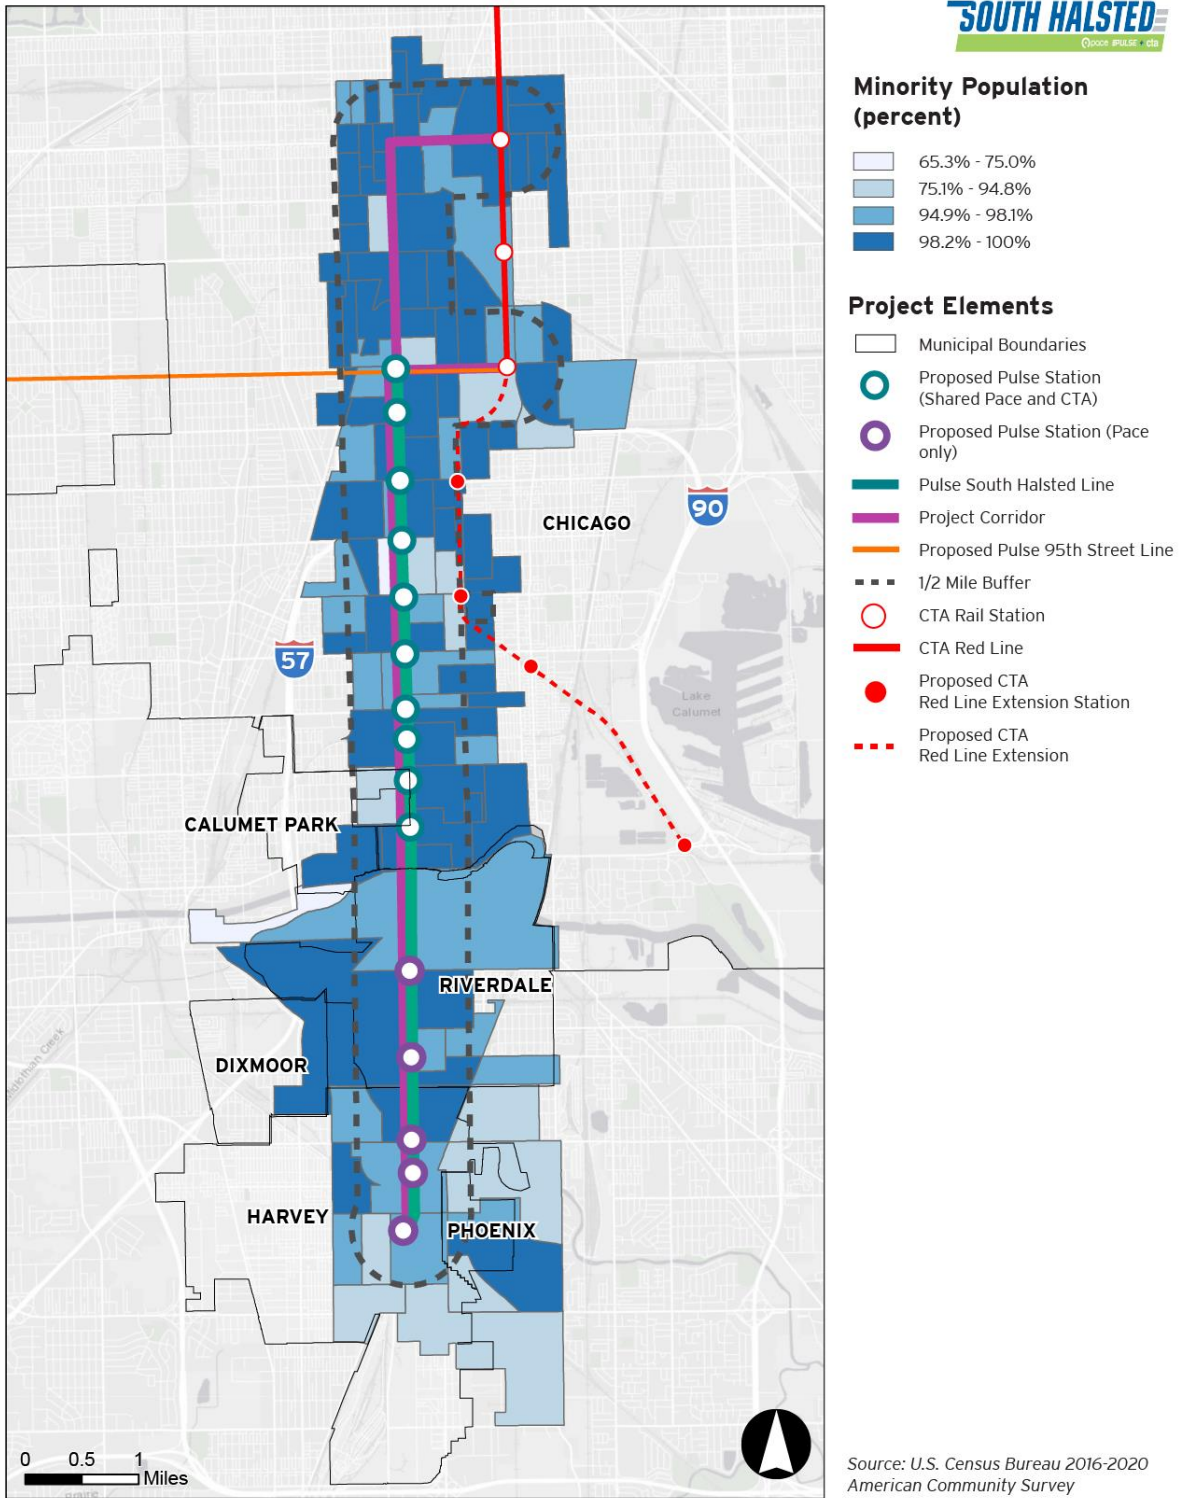 SOUTH HALSTED
pace PULSE + cta
Minority Population
(percent)
65.3% - 75.0%
75.1% - 94.8%
94.9% - 98.1%
98.2% - 100%
Project Elements
Municipal Boundaries
Proposed Pulse Station
(Shared Pace and CTA)
Proposed Pulse Station (Pace
only)
Pulse South Halsted Line
Project Corridor
Proposed Pulse 95th Street Line
1/2 Mile Buffer
CTA Rail Station
CTA Red Line
Proposed CTA
Red Line Extension Station
Proposed CTA
Red Line Extension
90
CHICAGO
57
Lake
Calumet
CALUMET PARK
RIVERDALE
DIXMOOR
HARVEY
PHOENIX
0 0.5 1
Miles
Source: U.S. Census Bureau 2016-2020
American Community Survey